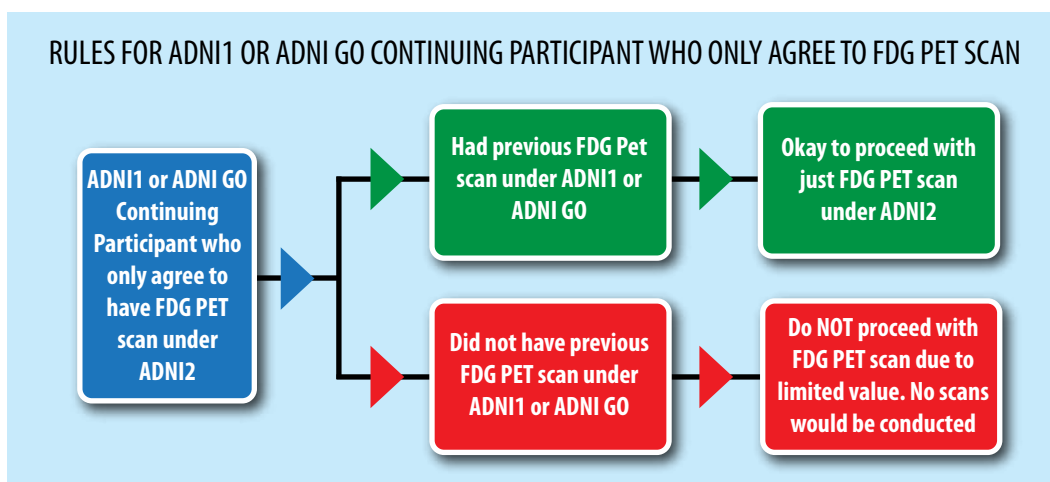 RULES FOR ADNI1 OR ADNI GO CONTINUING PARTICIPANT WHO ONLY AGREE TO FDG PET SCAN
ADNI1 or ADNI GO
Continuing
Participant who
only agree to
have FDG PET
scan under
ADNI2
Had previous FDG Pet
scan under ADNI1 or
ADNI GO
Okay to proceed with
just FDG PET scan
under ADNI2
Did not have previous
FDG PET scan under
ADNI1 or ADNI GO
Do NOT proceed with
FDG PET scan due to
limited value. No scans
would be conducted